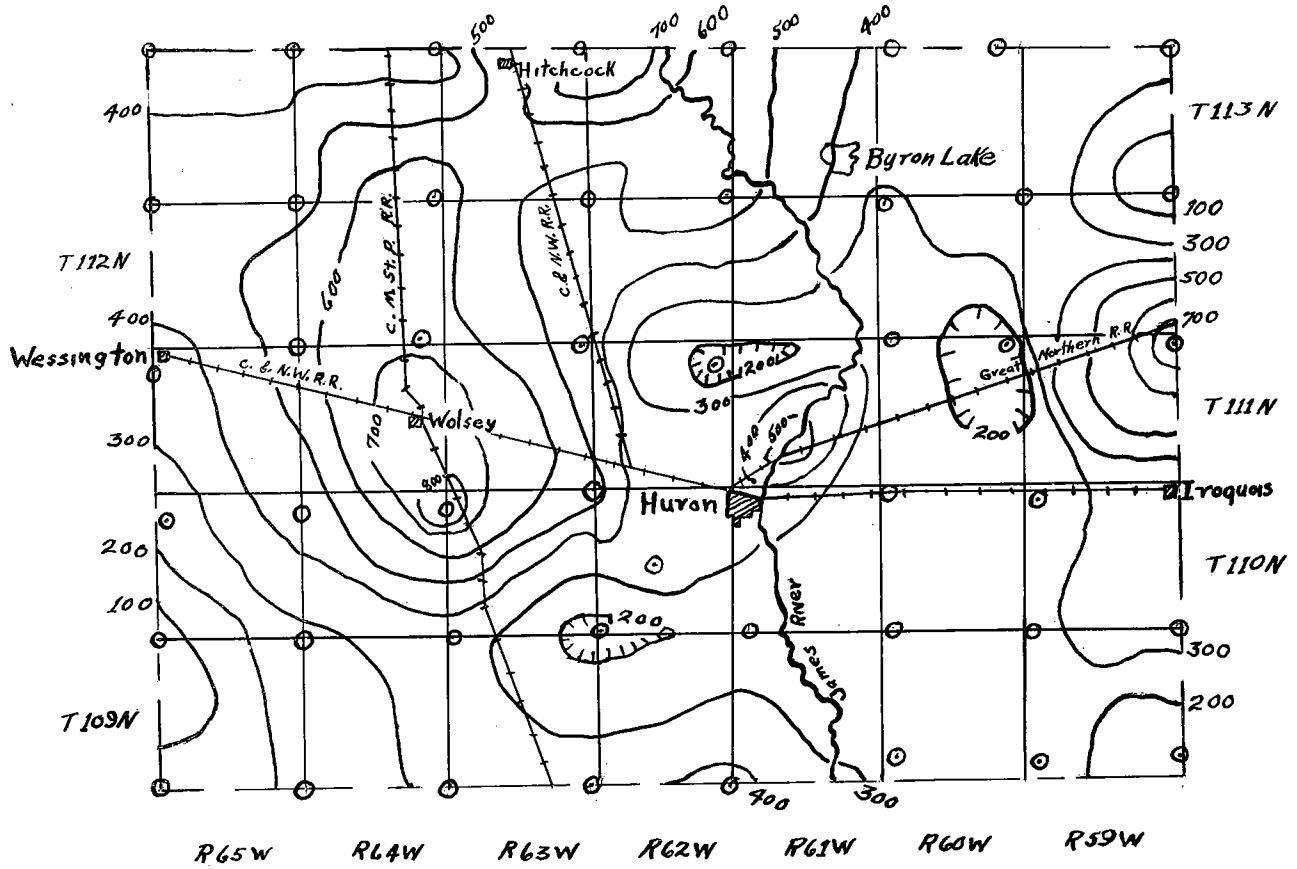 500
700
600
500
400
Hitchcock
400
T113N
Byron Lake
C. M. St. P. R.R.
C. & N.W. R.R.
100
300
T112N
600
500
400
700
Wessington
C. & N.W. R.R.
Great Northern R.R.
200
300
T111N
700
Wolsey
400
500
200
300
800
Huron
Iroquois
200
T110N
100
200
River
James
300
200
T109N
400
300
R65W
R64W
R63W
R62W
R61W
R60W
R59W